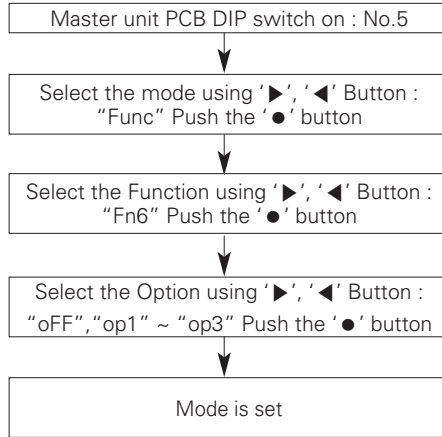 Master unit PCB DIP switch on : No.5
Select the mode using ‘▶’, ‘◀’ Button :
“Func” Push the ‘●’ button
Select the Function using ‘▶’, ‘◀’ Button :
“Fn6” Push the ‘●’ button
Select the Option using ‘▶’, ‘◀’ Button :
“oFF”,“op1” ~ “op3” Push the ‘●’ button
Mode is set